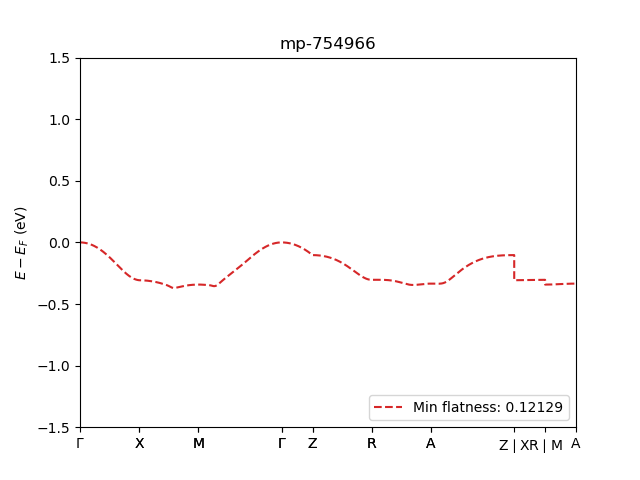 mp-754966
1.5
1.0
0.5
0.0
−0.5
−1.0
−1.5
E − E_F (eV)
Min flatness: 0.12129
Γ X M Γ Z R A Z | XR | M A